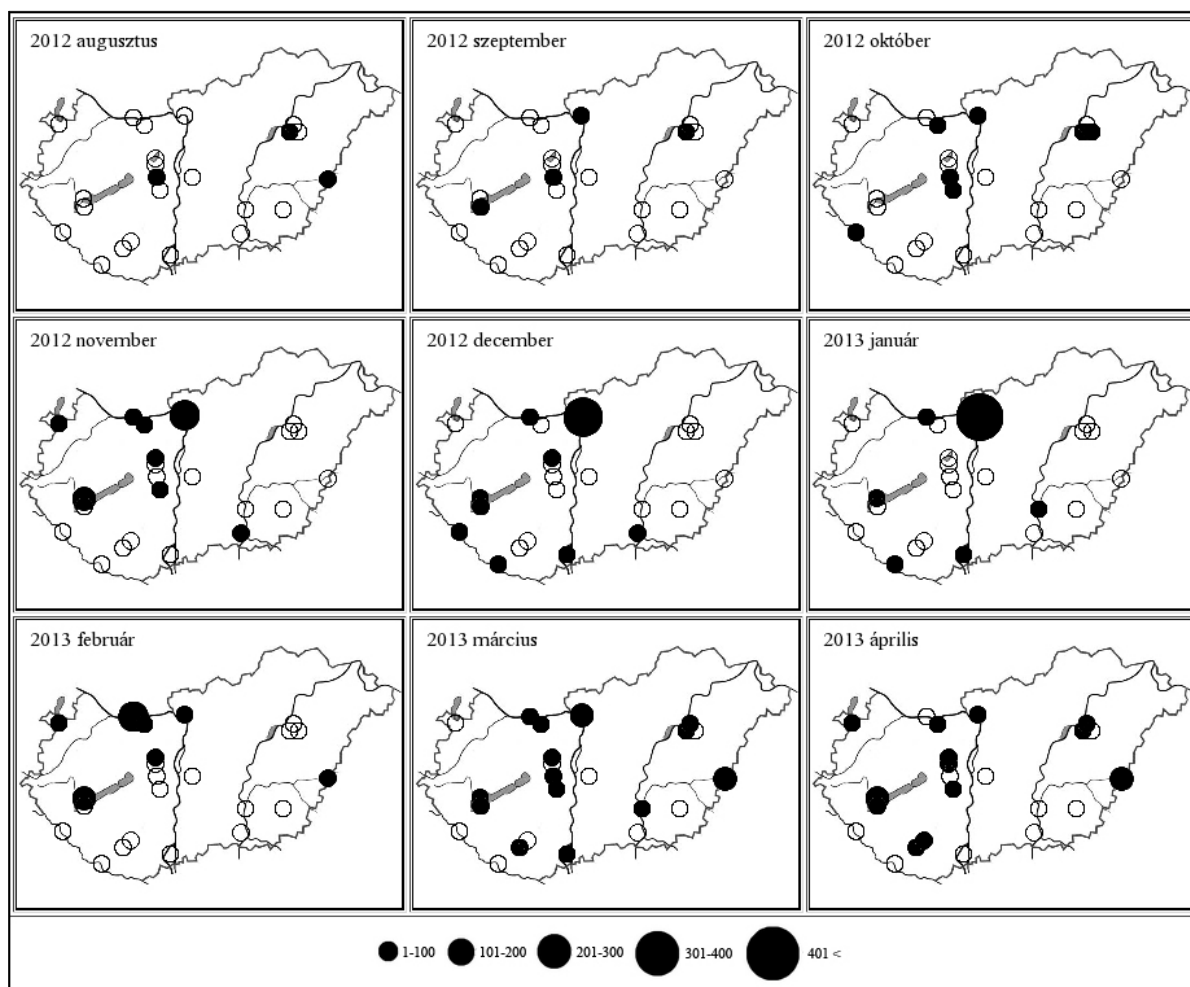 2012 augusztus
2012 szeptember
2012 október
2012 november
2012 december
2013 január
2013 február
2013 március
2013 április
1-100 101-200 201-300 301-400 401 <